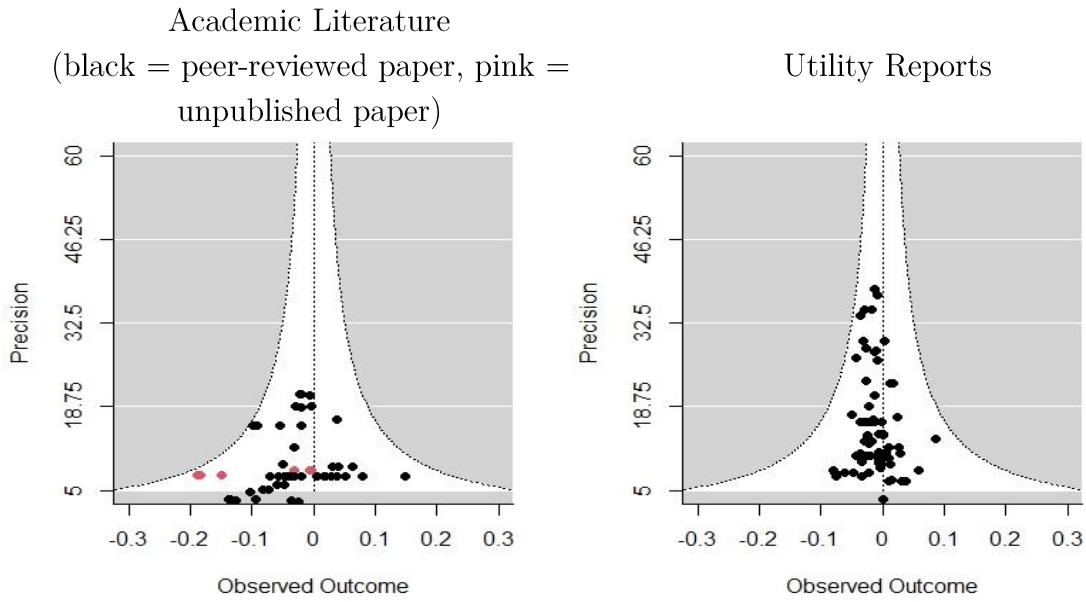 Academic Literature
(black = peer-reviewed paper, pink =
unpublished paper)
60
46.25
32.5
18.75
5
Precision
-0.3 -0.2 -0.1 0 0.1 0.2 0.3
Observed Outcome
Utility Reports
60
46.25
32.5
18.75
5
Precision
-0.3 -0.2 -0.1 0 0.1 0.2 0.3
Observed Outcome